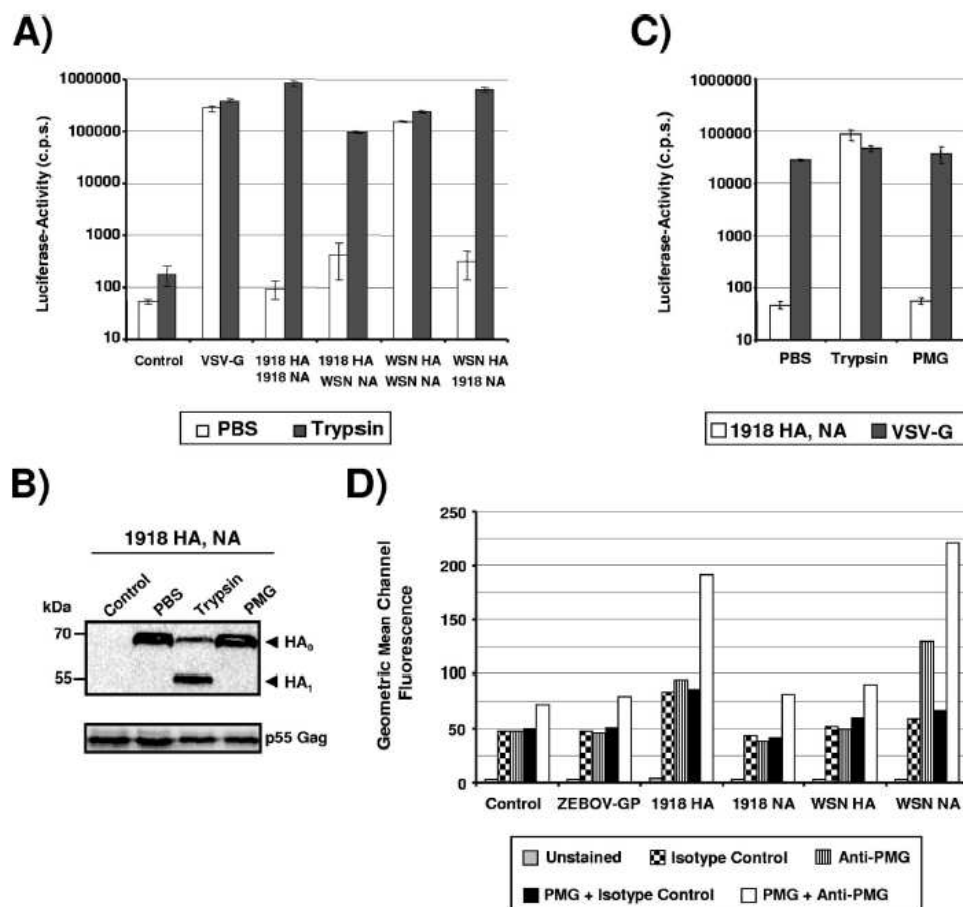 A)
1000000
100000
10000
1000
100
10
Luciferase-Activity (c.p.s.)
Control
VSV-G
1918 HA
1918 NA
1918 HA
WSN NA
WSN HA
WSN NA
WSN HA
1918 NA
PBS
Trypsin
C)
1000000
100000
10000
1000
100
10
Luciferase-Activity (c.p.s.)
PBS
Trypsin
PMG
1918 HA, NA
VSV-G
B)
1918 HA, NA
Control
PBS
Trypsin
PMG
kDa
70
55
HA₀
HA₁
p55 Gag
D)
250
200
150
100
50
0
Geometric Mean Channel
Fluorescence
Control
ZEBOV-GP
1918 HA
1918 NA
WSN HA
WSN NA
Unstained
Isotype Control
Anti-PMG
PMG + Isotype Control
PMG + Anti-PMG